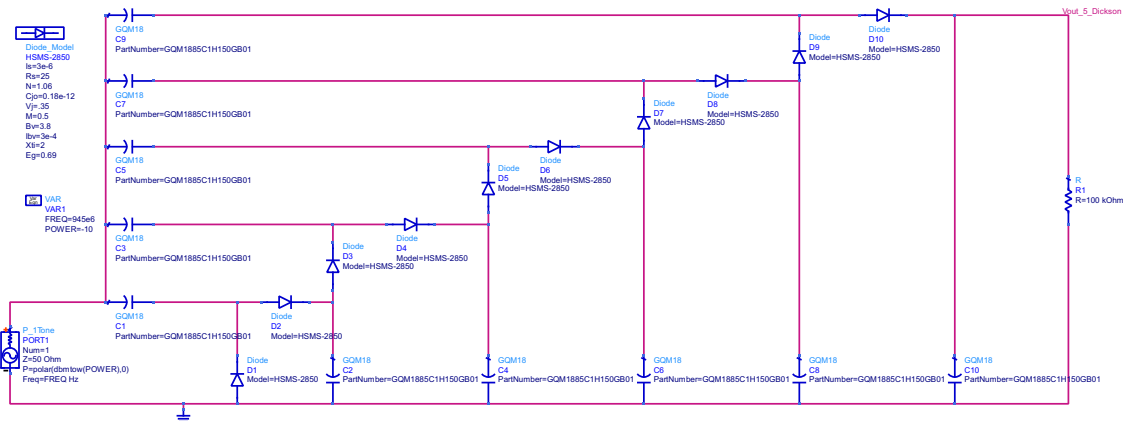 Vout_5_Dickson
GQM18
C9
PartNumber=GQM1885C1H150GB01
Diode
D10
Model=HSMS-2850
Diode
D9
Model=HSMS-2850
Diode_Model
HSMS-2850
Is=3e-6
Rs=25
N=1.06
Cjo=0.18e-12
Vj=.35
M=0.5
Bv=3.8
Ibv=3e-4
Xti=2
Eg=0.69
GQM18
C7
PartNumber=GQM1885C1H150GB01
Diode
D8
Model=HSMS-2850
Diode
D7
Model=HSMS-2850
GQM18
C5
PartNumber=GQM1885C1H150GB01
Diode
D6
Model=HSMS-2850
Diode
D5
Model=HSMS-2850
VAR
VAR1
FREQ=945e6
POWER=-10
R
R1
R=100 kOhm
GQM18
C3
PartNumber=GQM1885C1H150GB01
Diode
D4
Model=HSMS-2850
Diode
D3
Model=HSMS-2850
GQM18
C1
PartNumber=GQM1885C1H150GB01
Diode
D2
Model=HSMS-2850
P_1Tone
PORT1
Num=1
Z=50 Ohm
P=polar(dbmtow(POWER),0)
Freq=FREQ Hz
Diode
D1
Model=HSMS-2850
GQM18
C2
PartNumber=GQM1885C1H150GB01
GQM18
C4
PartNumber=GQM1885C1H150GB01
GQM18
C6
PartNumber=GQM1885C1H150GB01
GQM18
C8
PartNumber=GQM1885C1H150GB01
GQM18
C10
PartNumber=GQM1885C1H150GB01